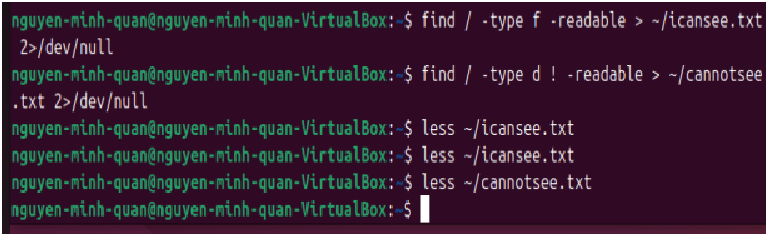 nguyen-minh-quan@nguyen-minh-quan-VirtualBox:~$ find / -type f -readable > ~/icansee.txt
 2>/dev/null
nguyen-minh-quan@nguyen-minh-quan-VirtualBox:~$ find / -type d ! -readable > ~/cannotsee
.txt 2>/dev/null
nguyen-minh-quan@nguyen-minh-quan-VirtualBox:~$ less ~/icansee.txt
nguyen-minh-quan@nguyen-minh-quan-VirtualBox:~$ less ~/icansee.txt
nguyen-minh-quan@nguyen-minh-quan-VirtualBox:~$ less ~/cannotsee.txt
nguyen-minh-quan@nguyen-minh-quan-VirtualBox:~$